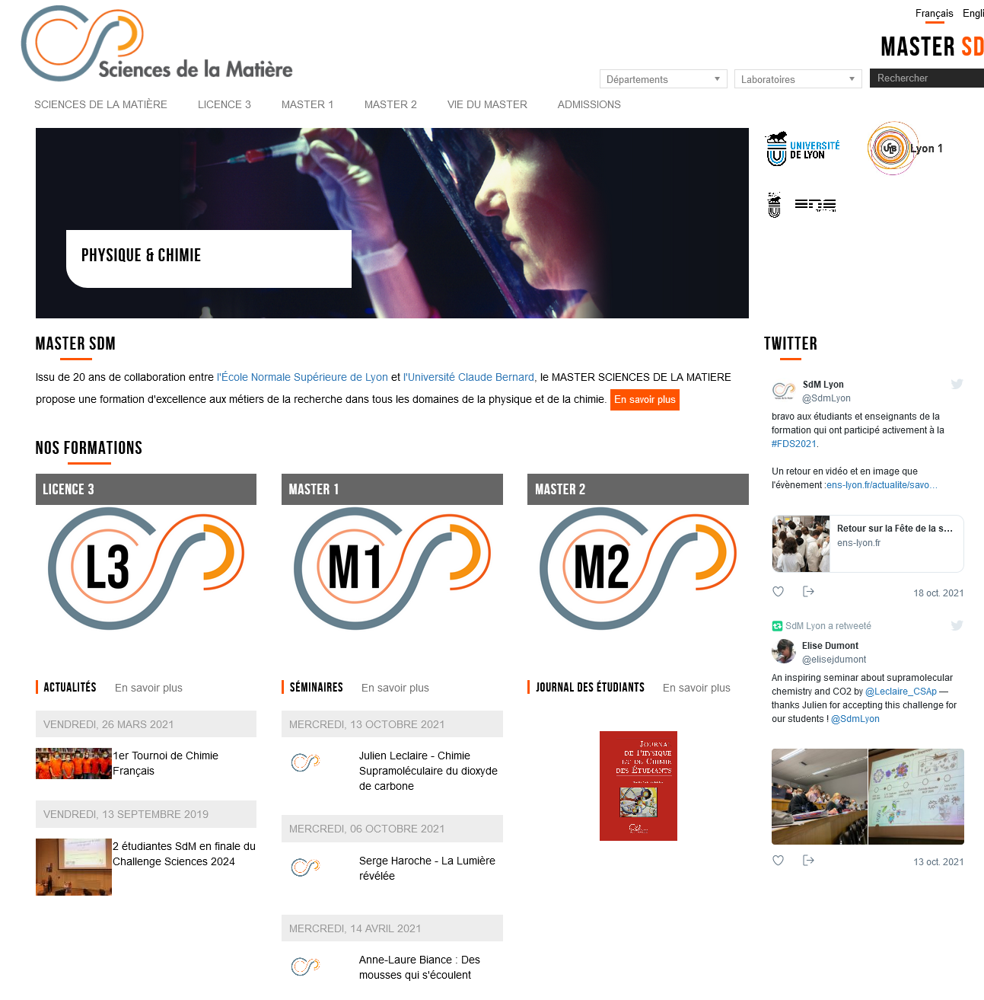 Français Engli
MASTER SD
Sciences de la Matière
Départements
Laboratoires
Rechercher
SCIENCES DE LA MATIÈRE
LICENCE 3
MASTER 1
MASTER 2
VIE DU MASTER
ADMISSIONS
PHYSIQUE & CHIMIE
UNIVERSITÉ
DE LYON
UCB
Lyon 1
ENS
MASTER SDM
Issu de 20 ans de collaboration entre l'École Normale Supérieure de Lyon et l'Université Claude Bernard, le MASTER SCIENCES DE LA MATIERE
propose une formation d'excellence aux métiers de la recherche dans tous les domaines de la physique et de la chimie. En savoir plus
NOS FORMATIONS
LICENCE 3
MASTER 1
MASTER 2
L3
M1
M2
ACTUALITÉS En savoir plus
VENDREDI, 26 MARS 2021
1er Tournoi de Chimie
Français
VENDREDI, 13 SEPTEMBRE 2019
2 étudiantes SdM en finale du
Challenge Sciences 2024
SÉMINAIRES En savoir plus
MERCREDI, 13 OCTOBRE 2021
Julien Leclaire - Chimie
Supramoléculaire du dioxyde
de carbone
MERCREDI, 06 OCTOBRE 2021
Serge Haroche - La Lumière
révélée
MERCREDI, 14 AVRIL 2021
Anne-Laure Biance : Des
mousses qui s'écoulent
JOURNAL DES ÉTUDIANTS En savoir plus
JOURNAL
DE PHYSIQUE
ET DE CHIMIE
DES ÉTUDIANTS
TWITTER
SdM Lyon
@SdmLyon
bravo aux étudiants et enseignants de la
formation qui ont participé activement à la
#FDS2021.
Un retour en vidéo et en image que
l'évènement :ens-lyon.fr/actualite/savo…
Retour sur la Fête de la s…
ens-lyon.fr
18 oct. 2021
SdM Lyon a retweeté
Elise Dumont
@elisejdumont
An inspiring seminar about supramolecular
chemistry and CO2 by @Leclaire_CSAp —
thanks Julien for accepting this challenge for
our students ! @SdmLyon
13 oct. 2021